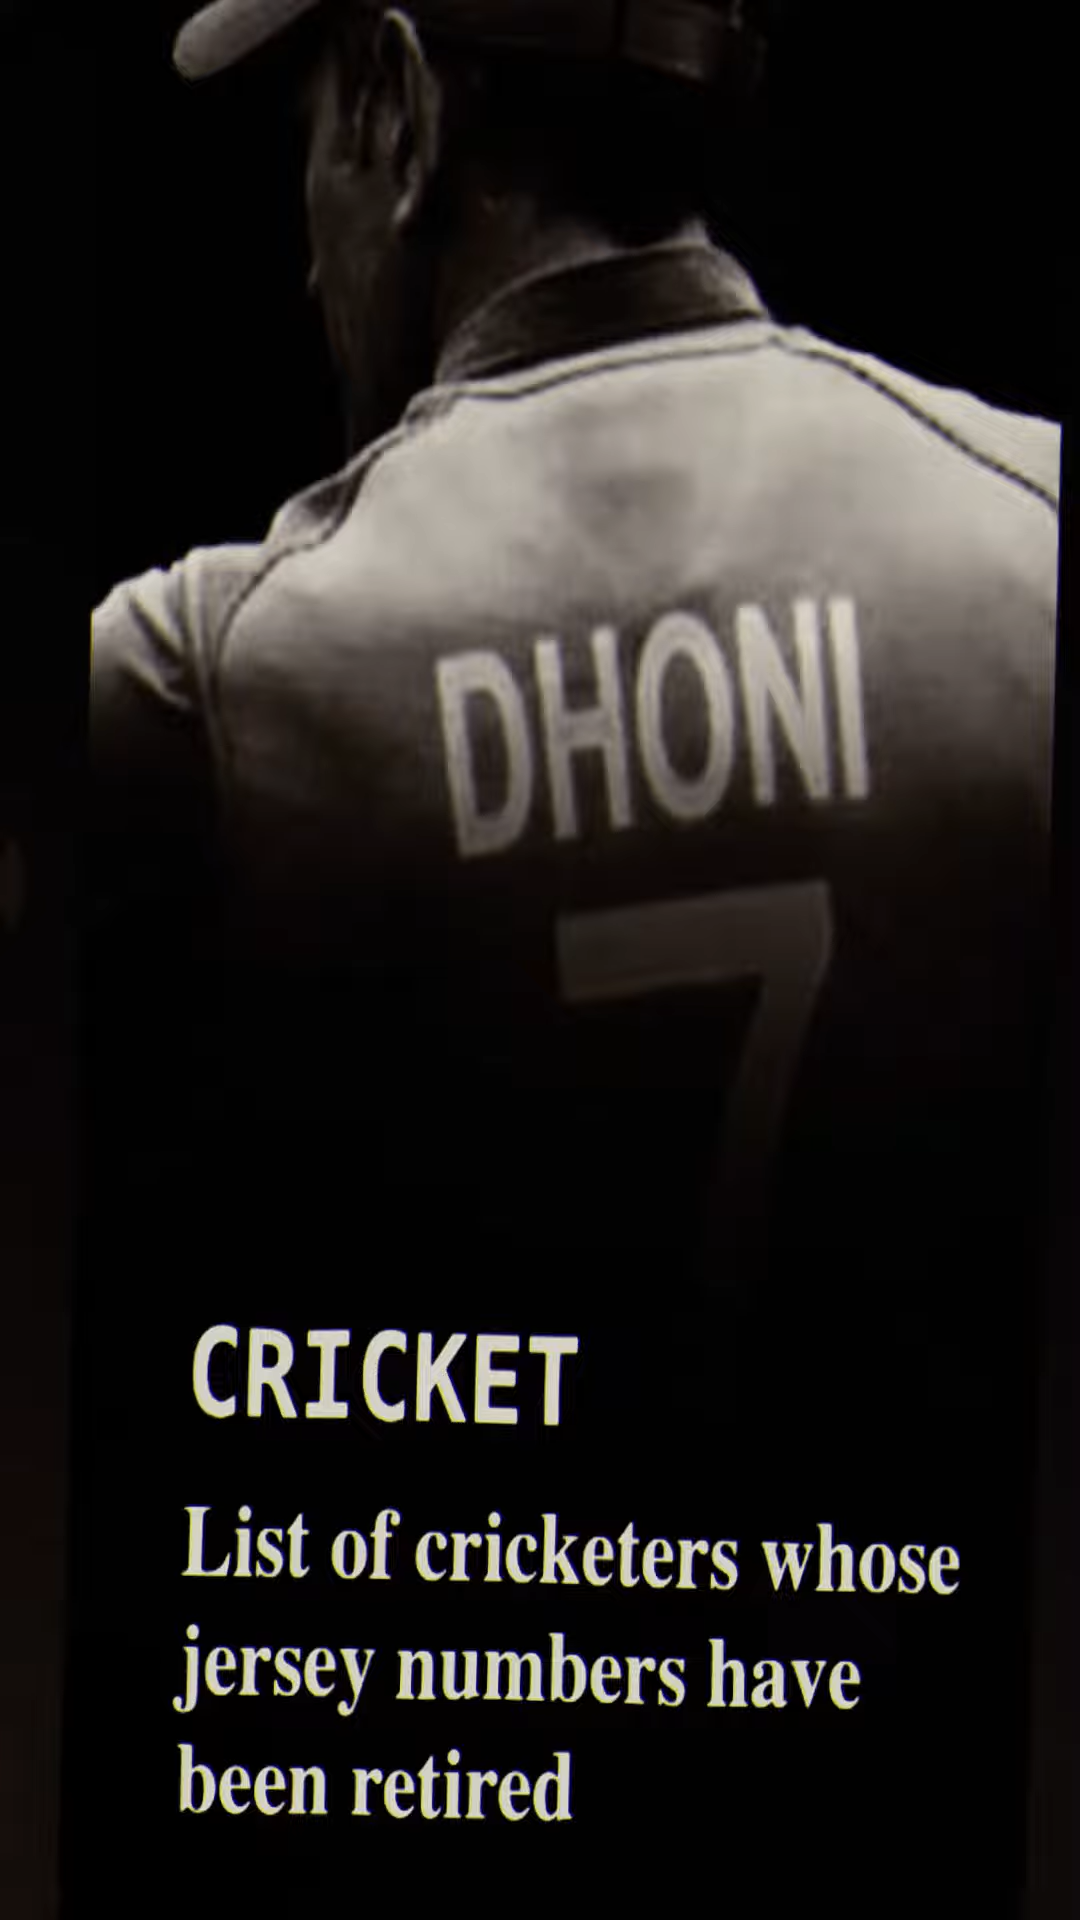 DHONI
7
CRICKET
List of cricketers whose
jersey numbers have
been retired